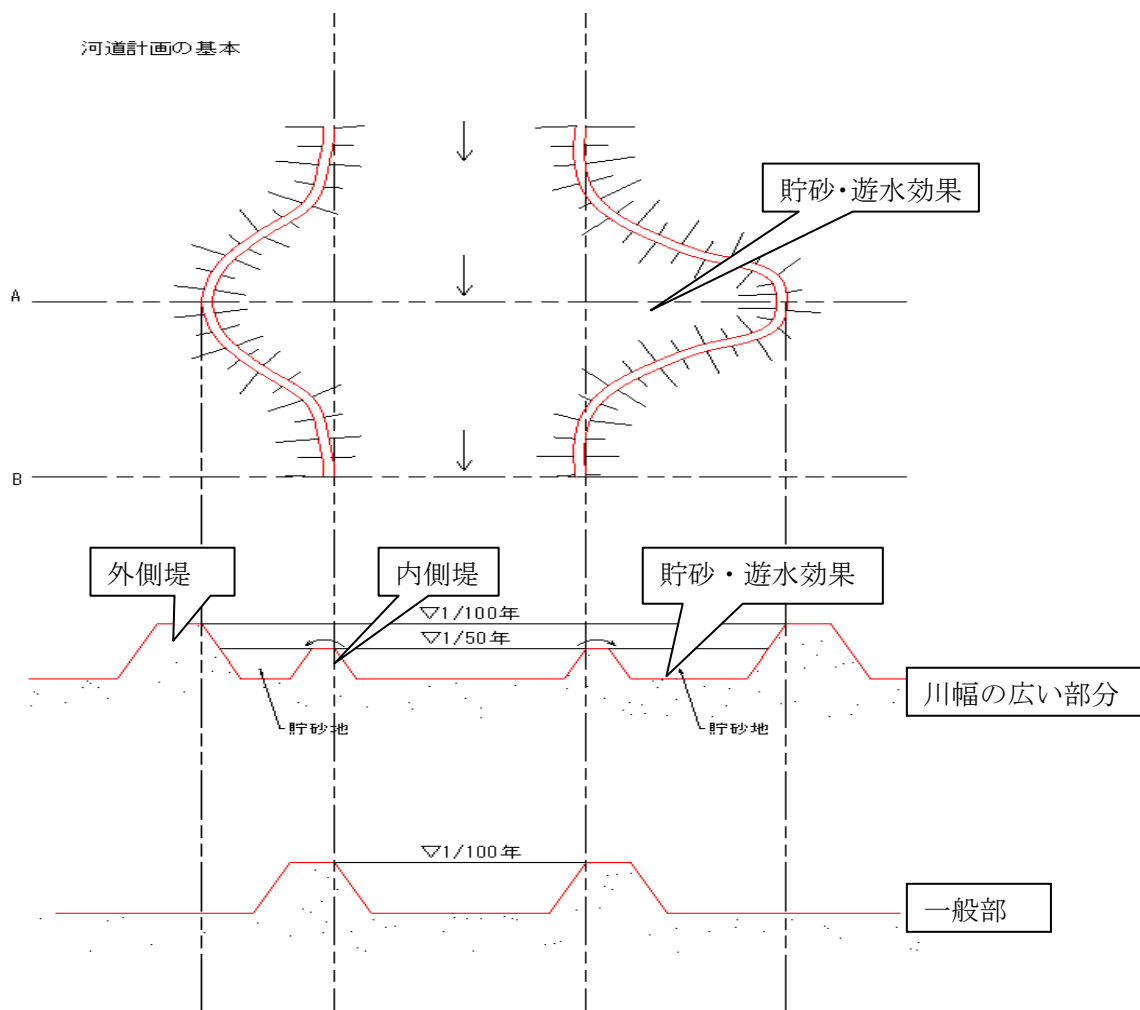 河道計画の基本
貯砂・遊水効果
A
B
外側堤
内側堤
貯砂・遊水効果
▽1/100年
▽1/50年
川幅の広い部分
貯砂地
貯砂地
▽1/100年
一般部